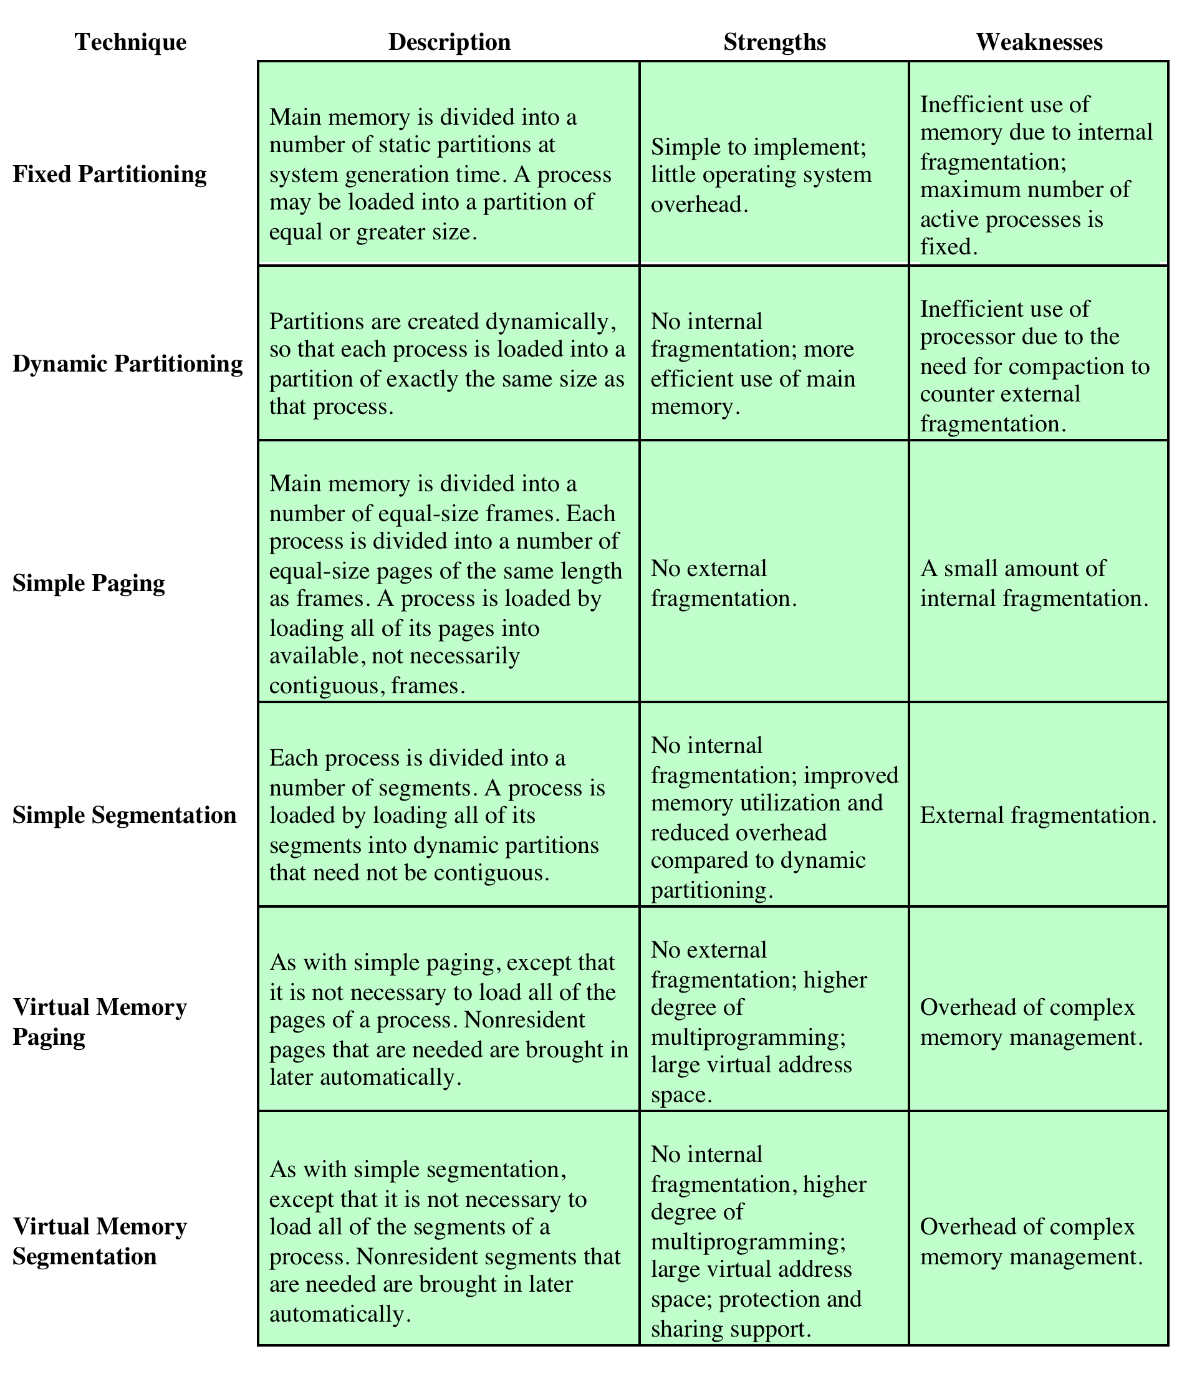 Technique Description Strengths Weaknesses
Fixed Partitioning
Main memory is divided into a
number of static partitions at
system generation time. A process
may be loaded into a partition of
equal or greater size.
Simple to implement;
little operating system
overhead.
Inefficient use of
memory due to internal
fragmentation;
maximum number of
active processes is
fixed.
Dynamic Partitioning
Partitions are created dynamically,
so that each process is loaded into a
partition of exactly the same size as
that process.
No internal
fragmentation; more
efficient use of main
memory.
Inefficient use of
processor due to the
need for compaction to
counter external
fragmentation.
Simple Paging
Main memory is divided into a
number of equal-size frames. Each
process is divided into a number of
equal-size pages of the same length
as frames. A process is loaded by
loading all of its pages into
available, not necessarily
contiguous, frames.
No external
fragmentation.
A small amount of
internal fragmentation.
Simple Segmentation
Each process is divided into a
number of segments. A process is
loaded by loading all of its
segments into dynamic partitions
that need not be contiguous.
No internal
fragmentation; improved
memory utilization and
reduced overhead
compared to dynamic
partitioning.
External fragmentation.
Virtual Memory
Paging
As with simple paging, except that
it is not necessary to load all of the
pages of a process. Nonresident
pages that are needed are brought in
later automatically.
No external
fragmentation; higher
degree of
multiprogramming;
large virtual address
space.
Overhead of complex
memory management.
Virtual Memory
Segmentation
As with simple segmentation,
except that it is not necessary to
load all of the segments of a
process. Nonresident segments that
are needed are brought in later
automatically.
No internal
fragmentation, higher
degree of
multiprogramming;
large virtual address
space; protection and
sharing support.
Overhead of complex
memory management.